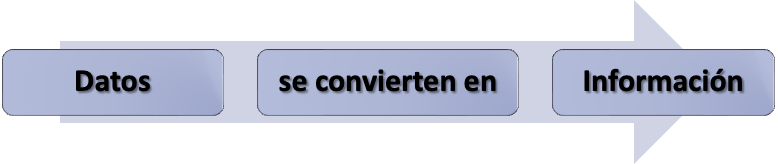 Datos
se convierten en
Información